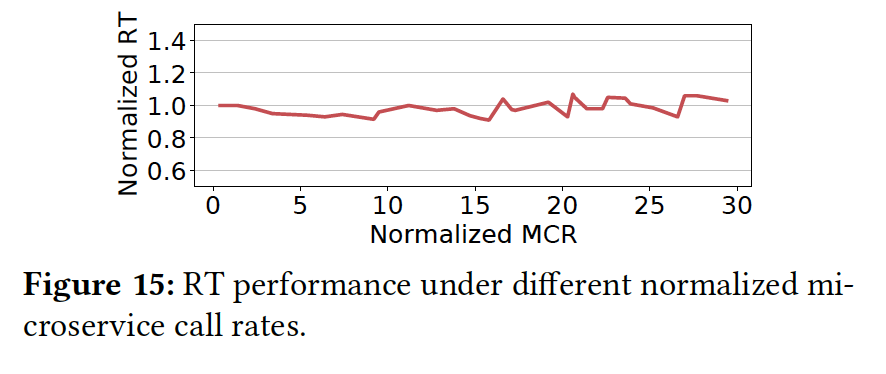 Normalized RT
1.4
1.2
1.0
0.8
0.6
0 5 10 15 20 25 30
Normalized MCR
Figure 15: RT performance under different normalized mi-
croservice call rates.